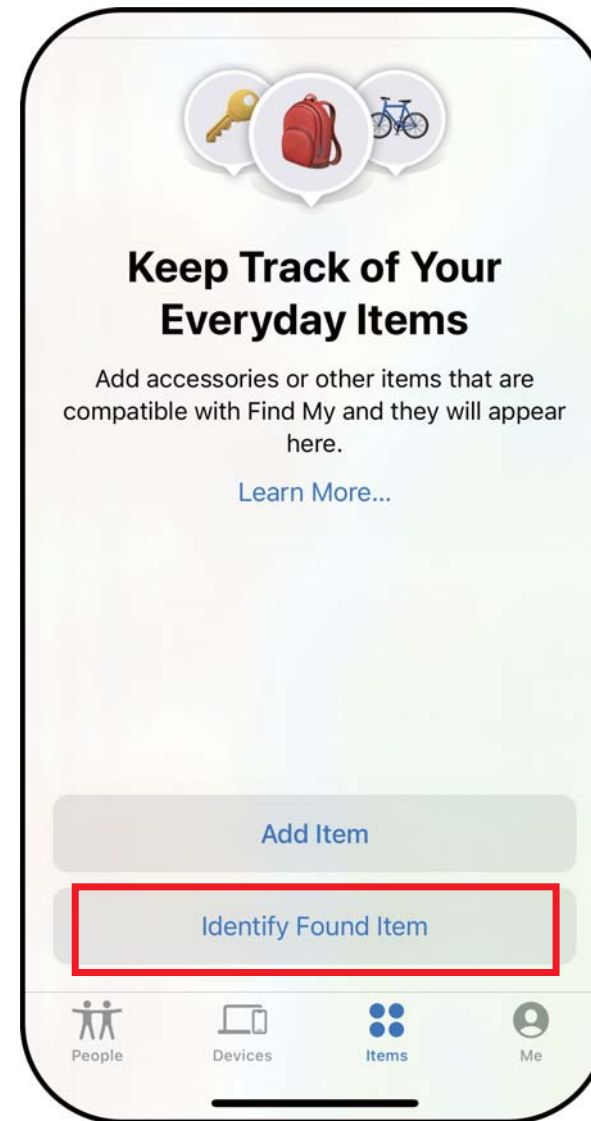 Keep Track of Your
Everyday Items
Add accessories or other items that are
compatible with Find My and they will appear
here.
Learn More...
Add Item
Identify Found Item
People
Devices
Items
Me